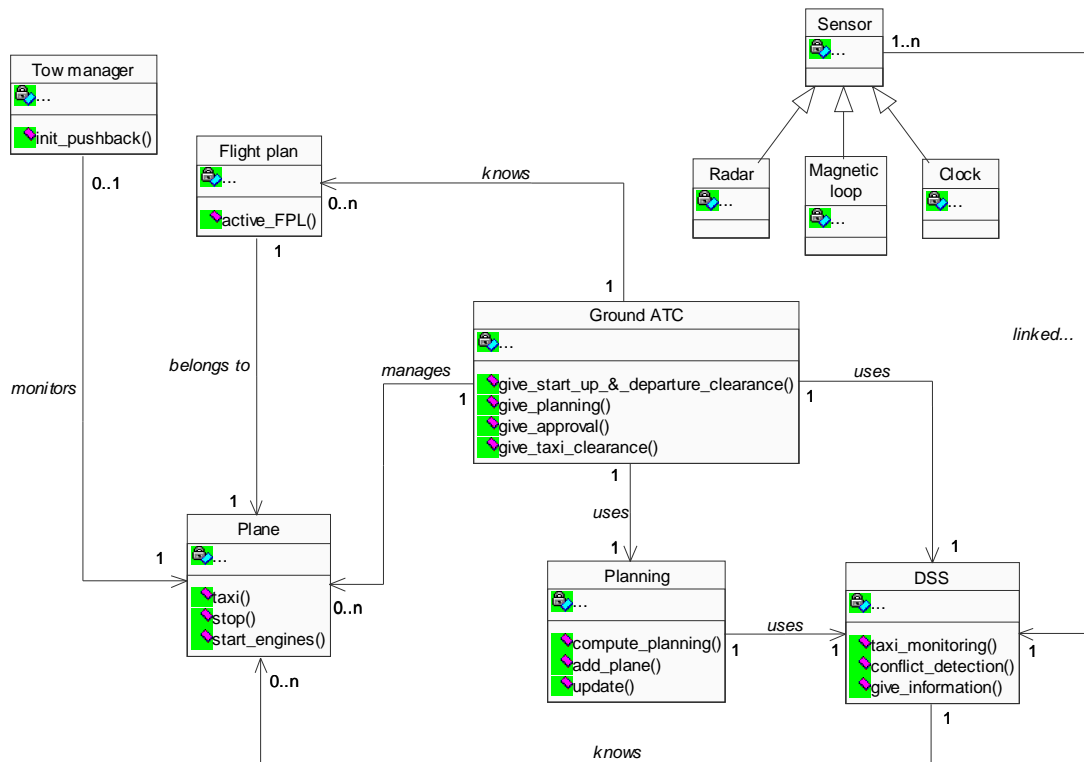 Sensor
...
1..n
Tow manager
...
init_pushback()
0..1
Flight plan
...
active_FPL()
1
knows
0..n
Radar
...
Magnetic
loop
...
Clock
...
1
Ground ATC
...
give_start_up_&_departure_clearance()
give_planning()
give_approval()
give_taxi_clearance()
linked...
belongs to
monitors
manages
1
uses
1
1
uses
1
1
1
Plane
...
taxi()
stop()
start_engines()
1
0..n
0..n
Planning
...
compute_planning()
add_plane()
update()
uses
1
1
DSS
...
taxi_monitoring()
conflict_detection()
give_information()
1
1
knows